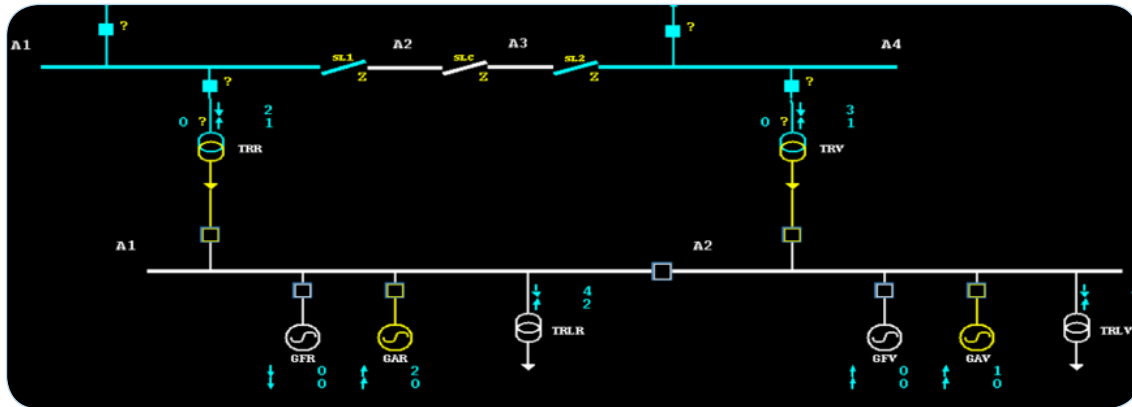 ?
?
A1
A2
A3
A4
SL1
SLC
SL2
Z
Z
Z
?
?
2
3
0 ?
1
0 ?
1
TRR
TRV
A1
A2
4
2
TRLR
TRLV
GFR
GAR
GFV
GAV
0
2
0
1
0
0
0
0